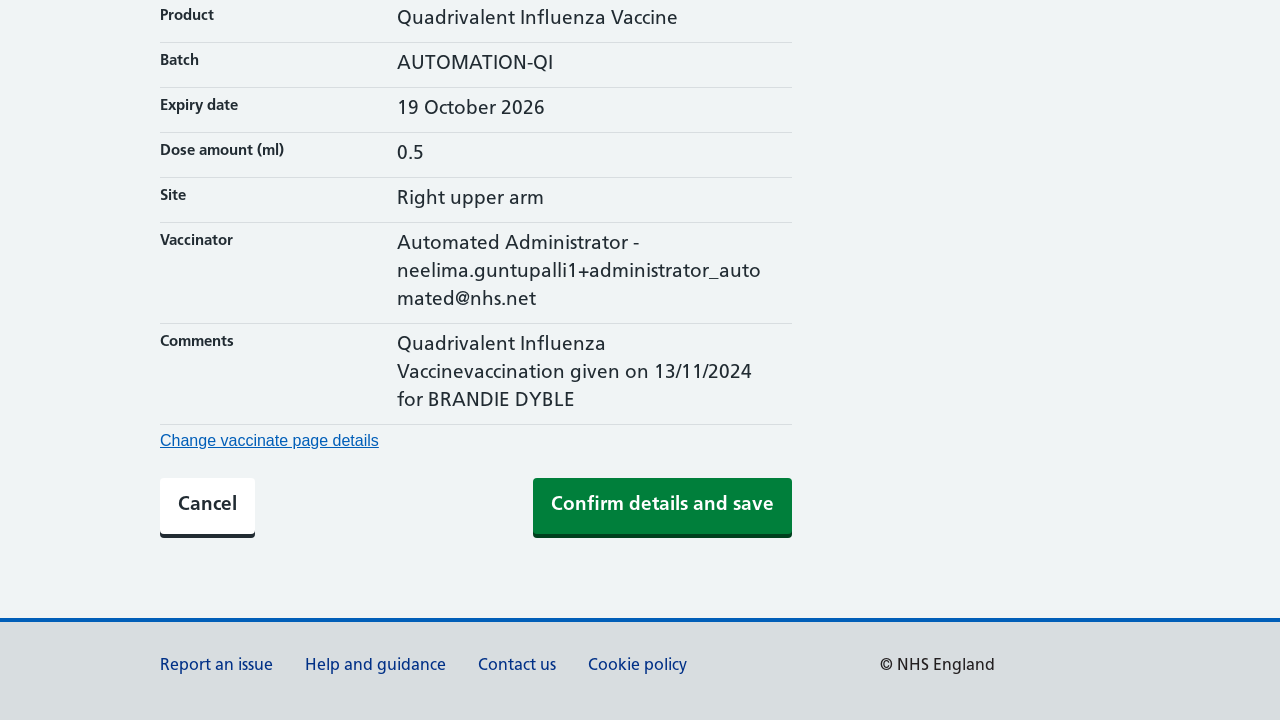 Product
Quadrivalent Influenza Vaccine
Batch
AUTOMATION-QI
Expiry date
19 October 2026
Dose amount (ml)
0.5
Site
Right upper arm
Vaccinator
Automated Administrator -
neelima.guntupalli1+administrator_auto
mated@nhs.net
Comments
Quadrivalent Influenza
Vaccinevaccination given on 13/11/2024
for BRANDIE DYBLE
Change vaccinate page details
Cancel
Confirm details and save
Report an issue
Help and guidance
Contact us
Cookie policy
© NHS England